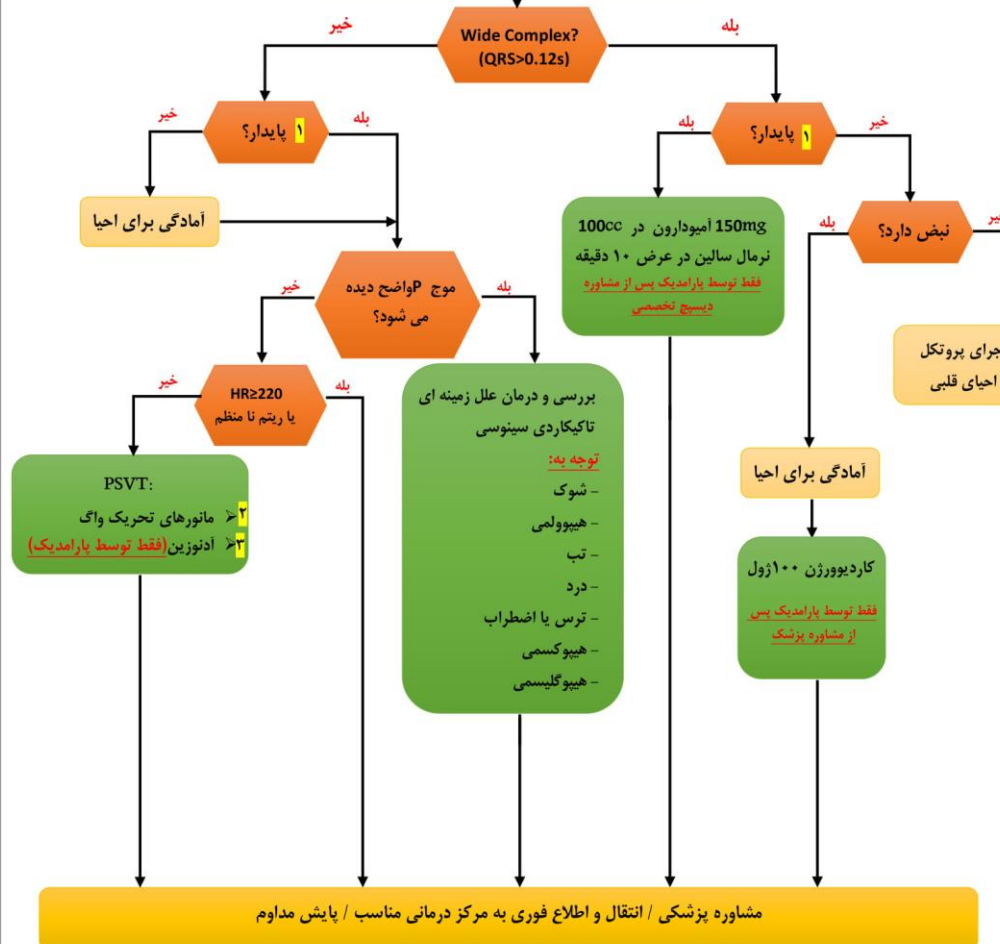 Wide Complex?
(QRS>0.12s)
بله
خیر
۱ پایدار؟
خیر
بله
۱ پایدار؟
بله
خیر
نبض دارد؟
بله
آمادگی برای احیا
150mg آمیودارون در 100cc
نرمال سالین در عرض ۱۰ دقیقه
فقط توسط پارامدیک پس از مشاوره
دیسپچ تخصصی
موج Pواضح دیده
می شود؟
خیر
بله
احیای قلبی
HR≥220
یا ریتم نا منظم
خیر
بله
بررسی و درمان علل زمینه ای
تاکیکاردی سینوسی
توجه به:
- شوک
- هیپوولمی
- تب
- درد
- ترس یا اضطراب
- هیپوکسمی
- هیپوگلیسمی
PSVT:
۲ مانورهای تحریک واگ
۳ آدنوزین(فقط توسط پارامدیک)
آمادگی برای احیا
کاردیوورژن ۱۰۰ژول
فقط توسط پارامدیک پس
از مشاوره پزشک
مشاوره پزشکی / انتقال و اطلاع فوری به مرکز درمانی مناسب / پایش مداوم